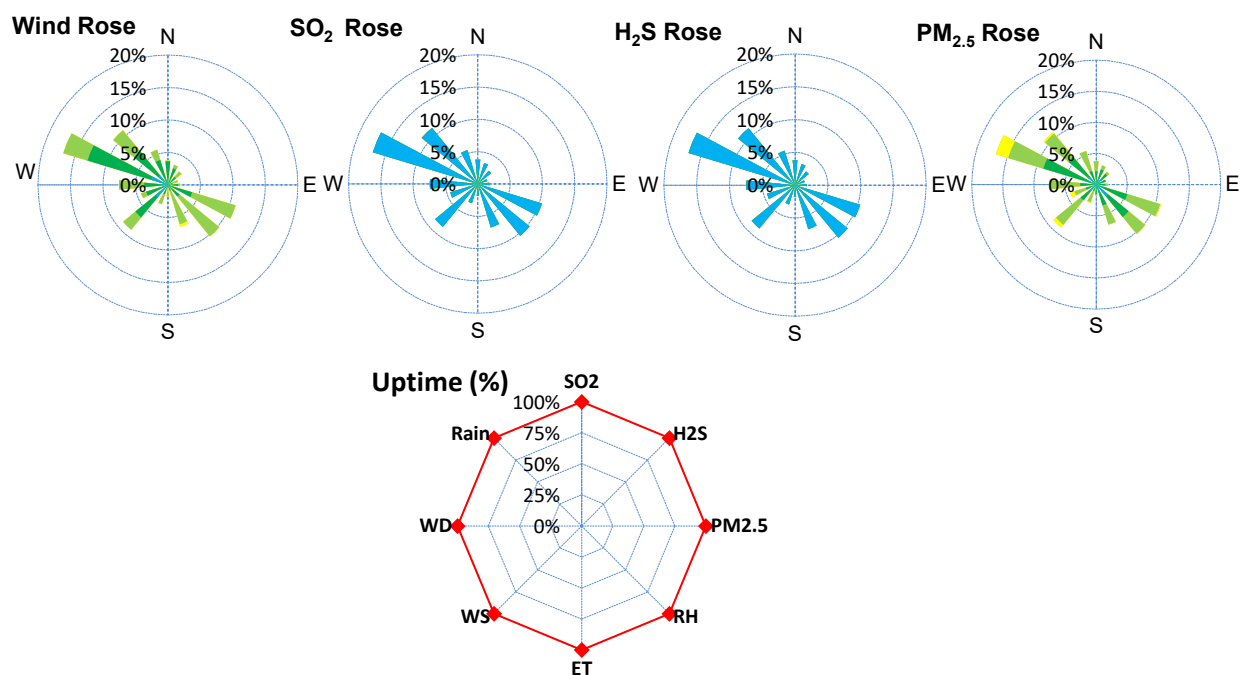 Wind Rose
N
20%
15%
10%
5%
0%
W
E
S
SO₂ Rose
N
20%
15%
10%
5%
0%
W
E
S
H₂S Rose
N
20%
15%
10%
5%
0%
W
E
S
PM₂.₅ Rose
N
20%
15%
10%
5%
0%
W
E
S
Uptime (%)
SO2
100%
75%
50%
25%
0%
Rain
H2S
WD
PM2.5
WS
RH
ET